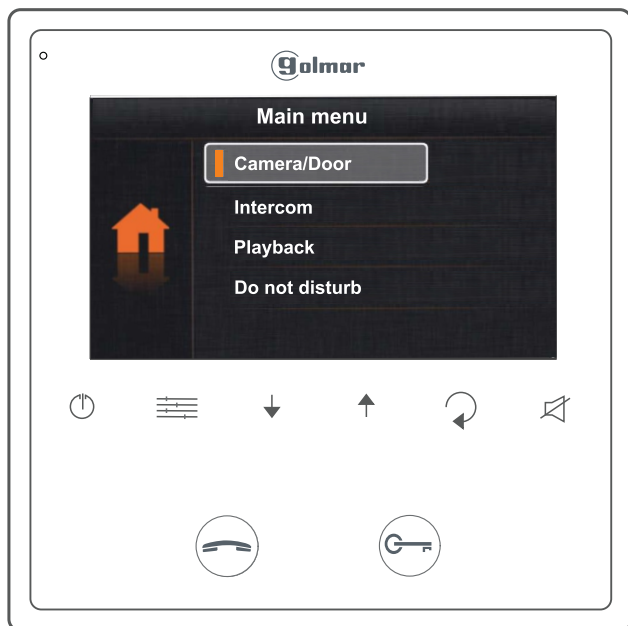 golmar
Main menu
Camera/Door
Intercom
Playback
Do not disturb